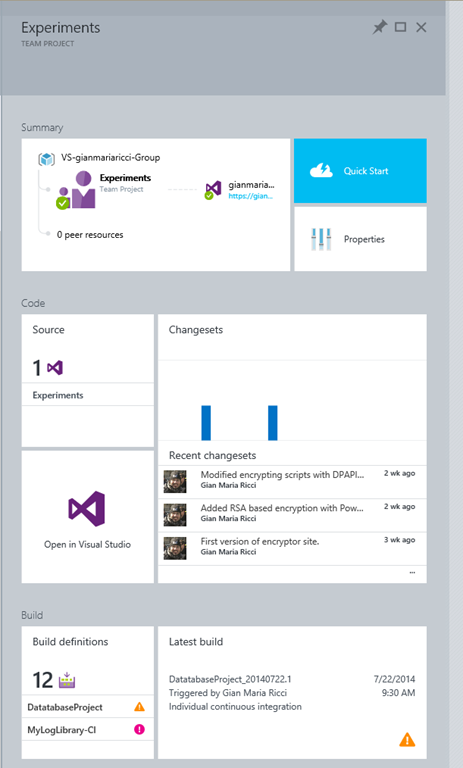 Experiments
TEAM PROJECT
Summary
VS-gianmariaricci-Group
Experiments
Team Project
gianmaria...
https://gian...
0 peer resources
Quick Start
Properties
Code
Source
1
Experiments
Open in Visual Studio
Changesets
Recent changesets
Modified encrypting scripts with DPAPI... 2 wk ago
Gian Maria Ricci
Added RSA based encryption with Pow... 2 wk ago
Gian Maria Ricci
First version of encryptor site. 3 wk ago
Gian Maria Ricci
...
Build
Build definitions
12
DatatabaseProject
MyLogLibrary-CI
Latest build
DatatabaseProject_20140722.1 7/22/2014
Triggered by Gian Maria Ricci 9:30 AM
Individual continuous integration